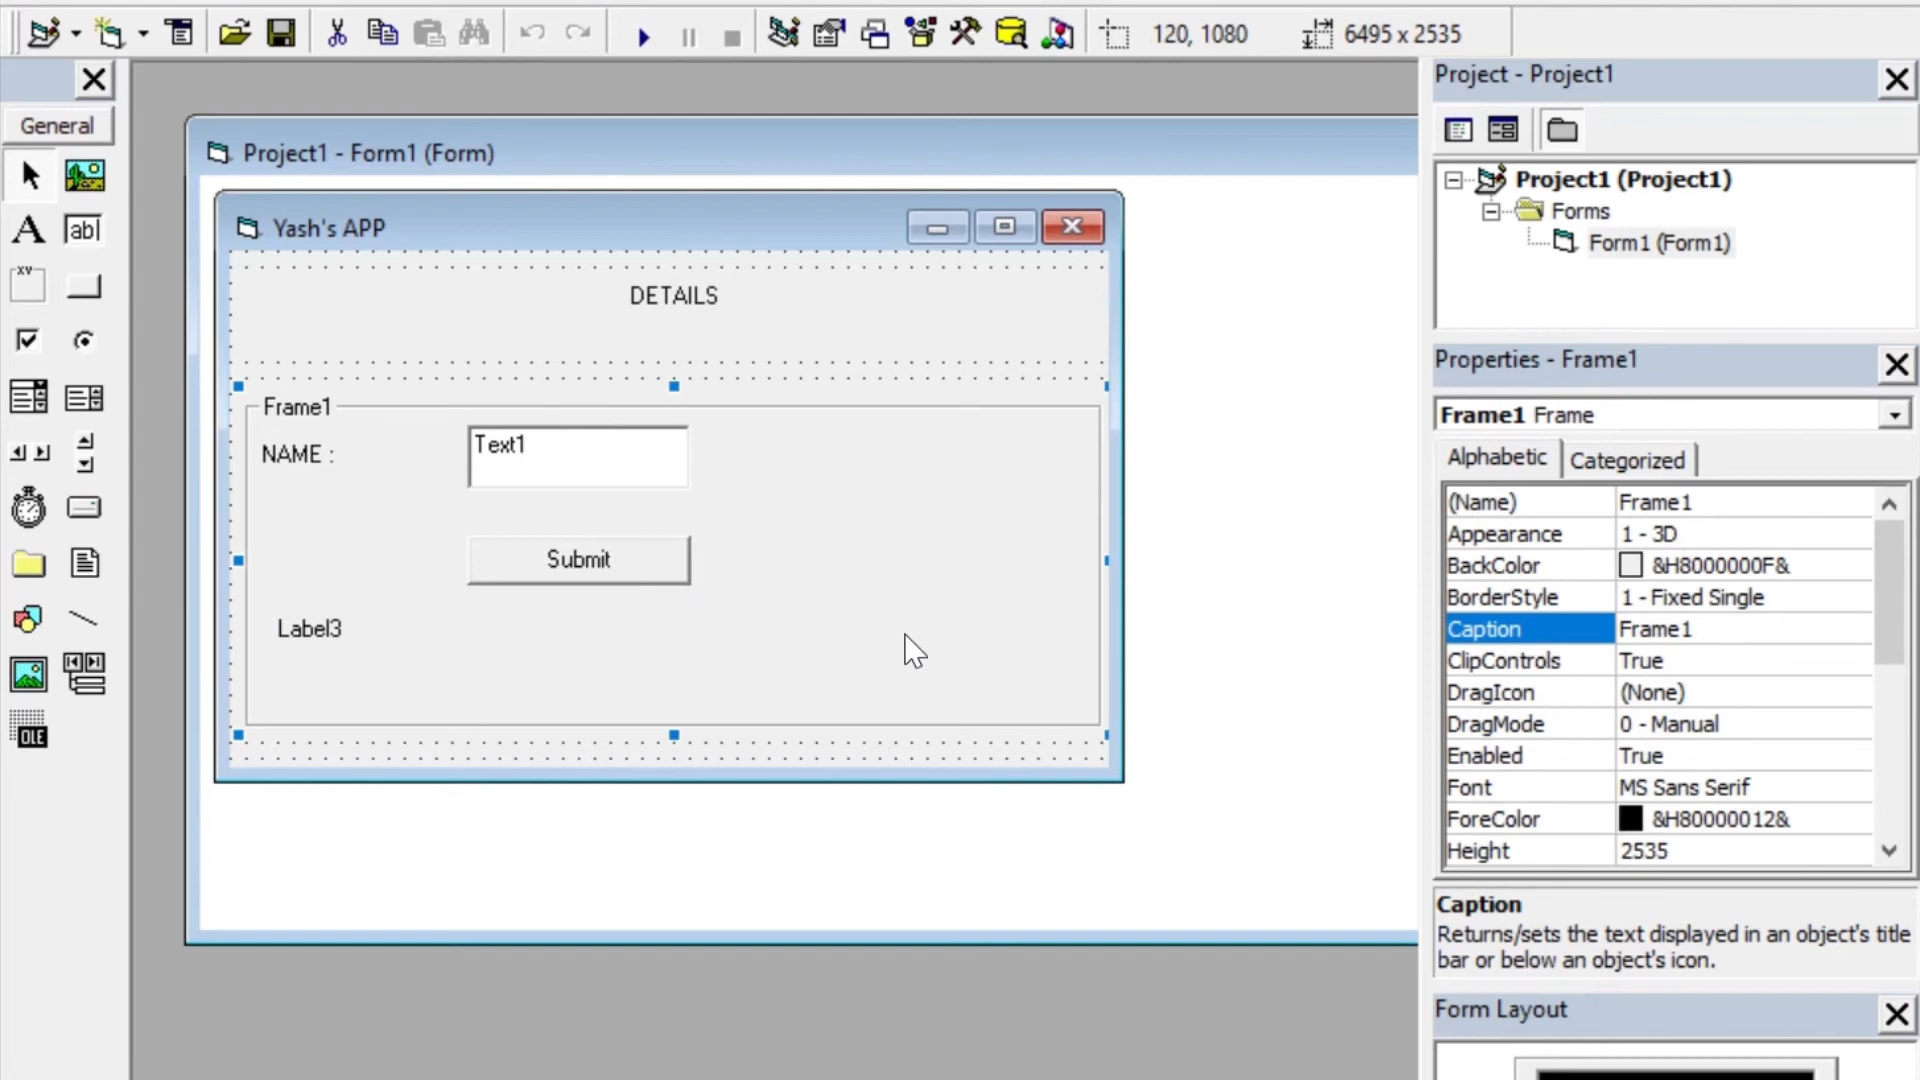 120, 1080
6495 x 2535
General
A
abl
XY
OLE
Project1 - Form1 (Form)
Yash's APP
DETAILS
Frame1
NAME :
Text1
Submit
Label3
Project - Project1
Project1 (Project1)
Forms
Form1 (Form1)
Properties - Frame1
Frame1 Frame
Alphabetic
Categorized
(Name) Frame1
Appearance 1 - 3D
BackColor &H8000000F&
BorderStyle 1 - Fixed Single
Caption Frame1
ClipControls True
DragIcon (None)
DragMode 0 - Manual
Enabled True
Font MS Sans Serif
ForeColor &H80000012&
Height 2535
Caption
Returns/sets the text displayed in an object's title
bar or below an object's icon.
Form Layout